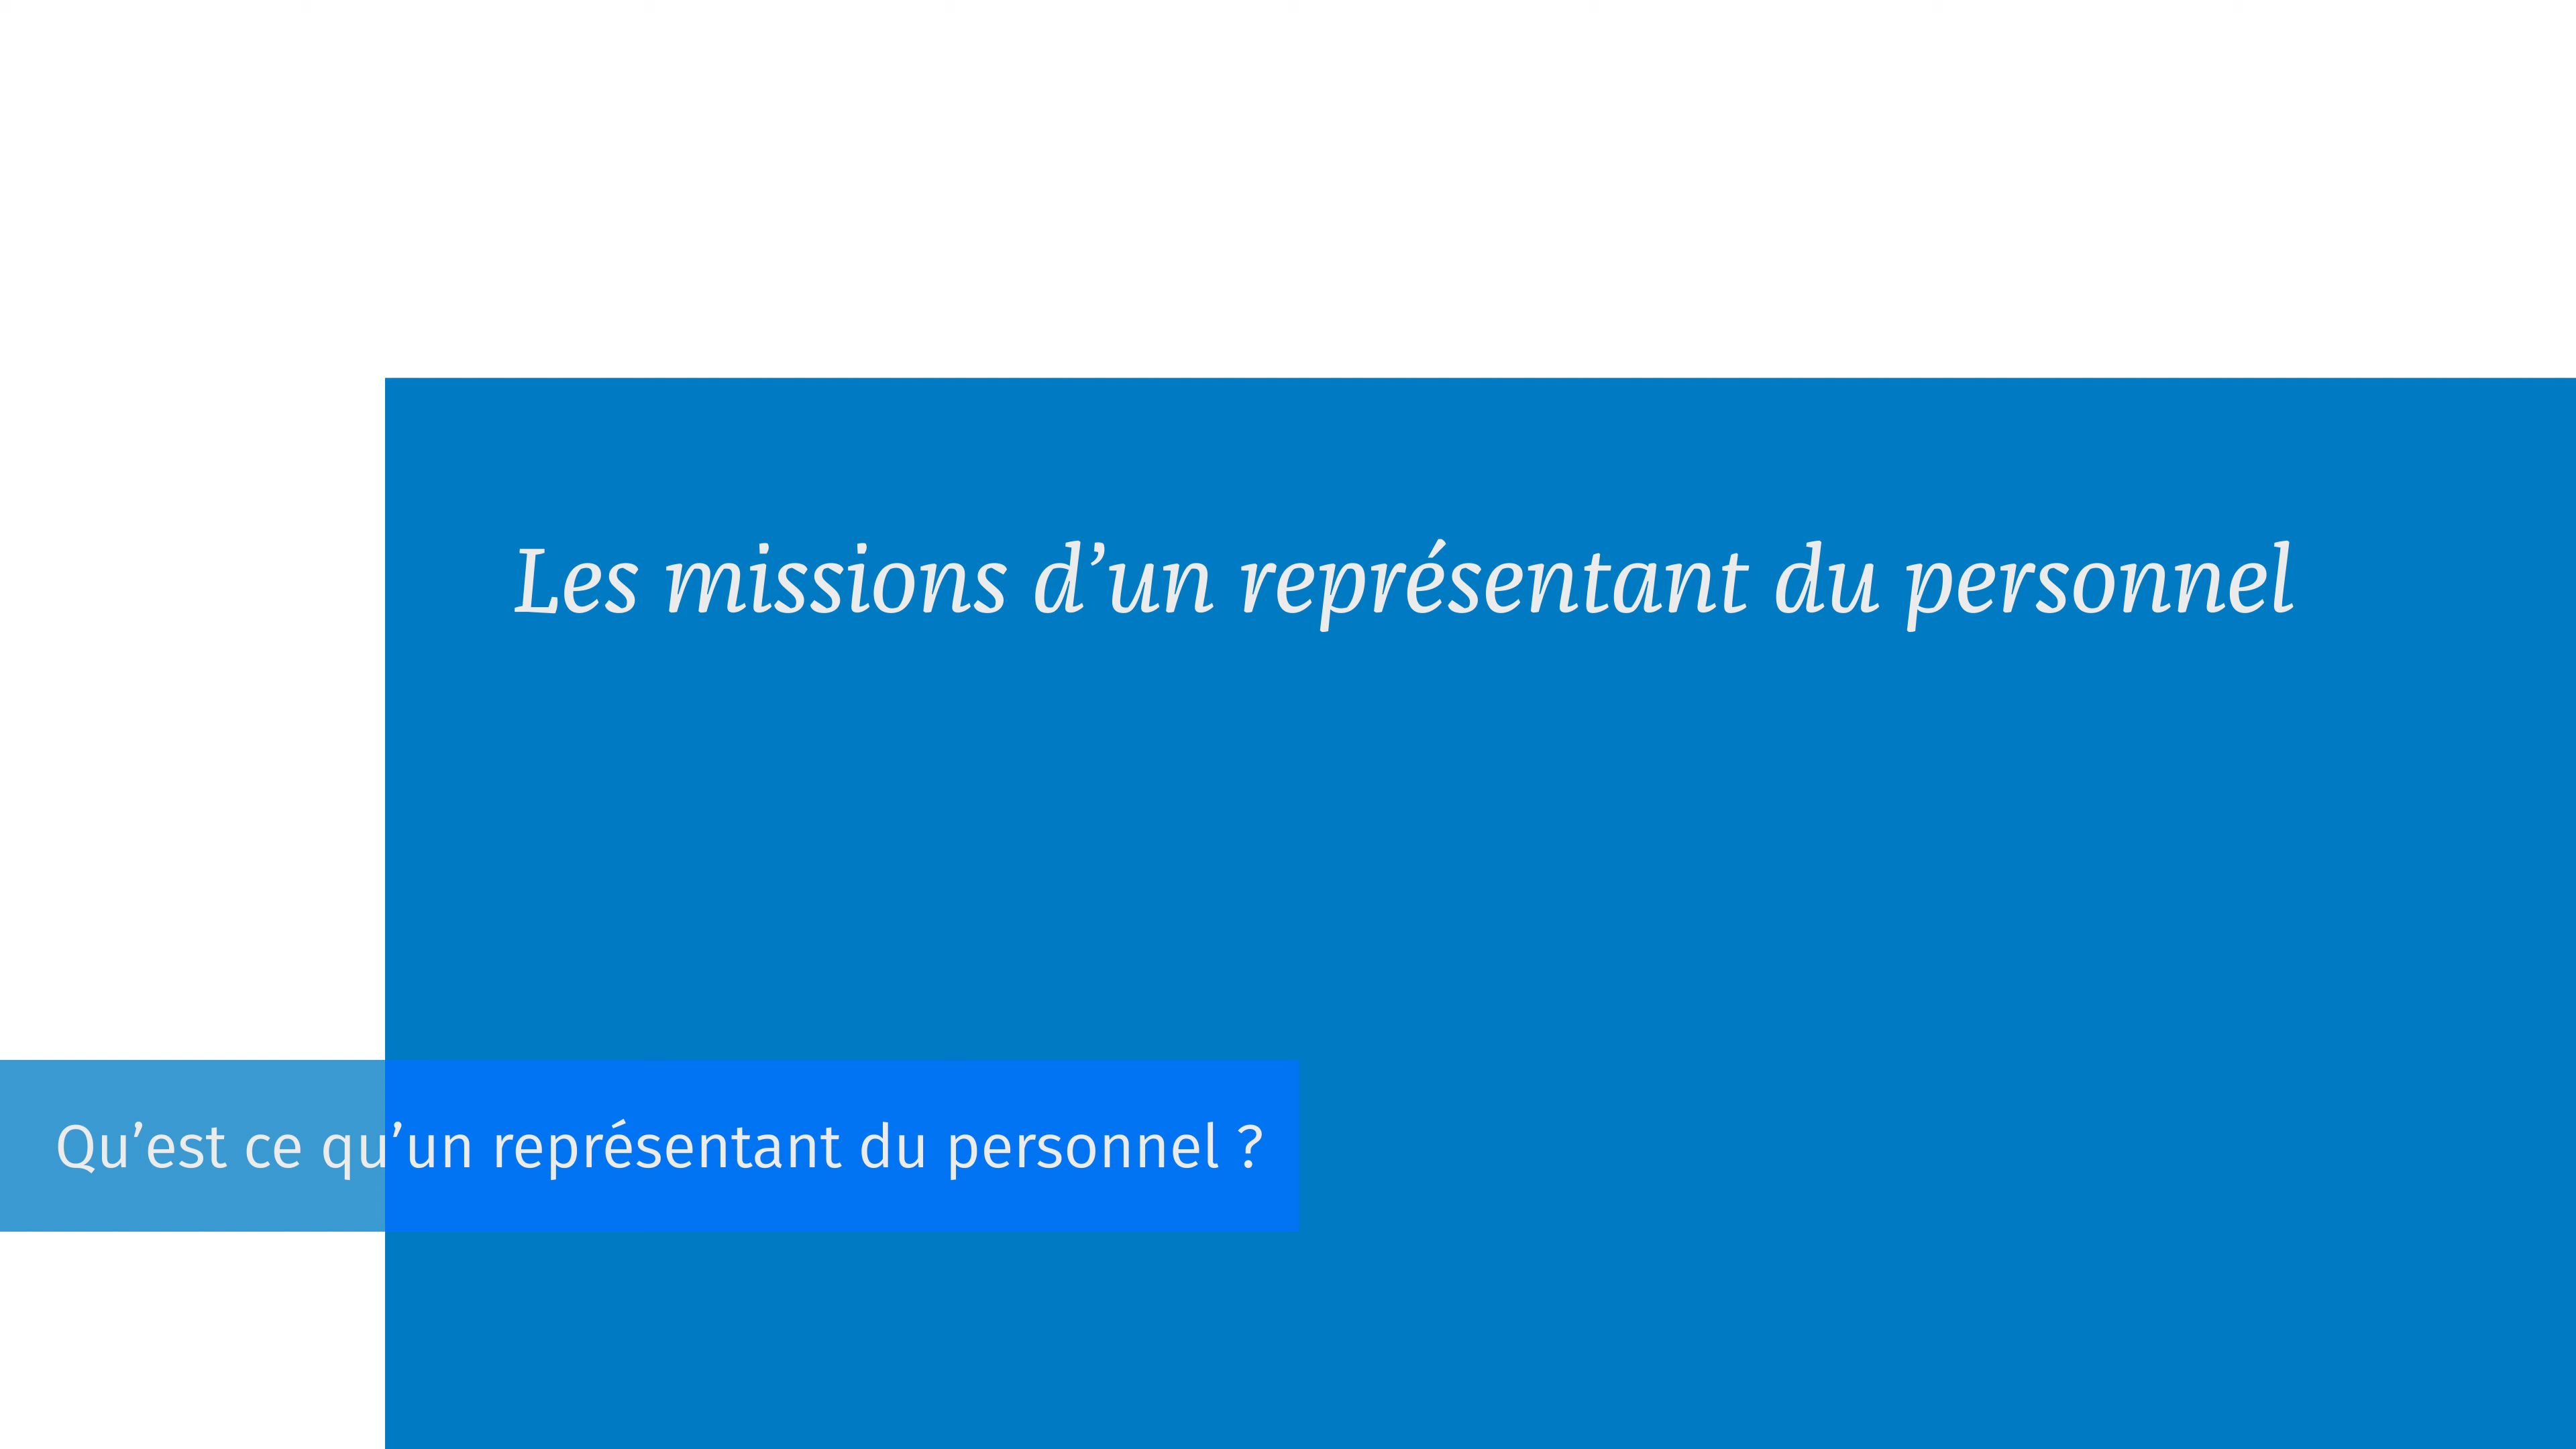 Les missions d’un représentant du personnel
Qu’est ce qu’un représentant du personnel ?